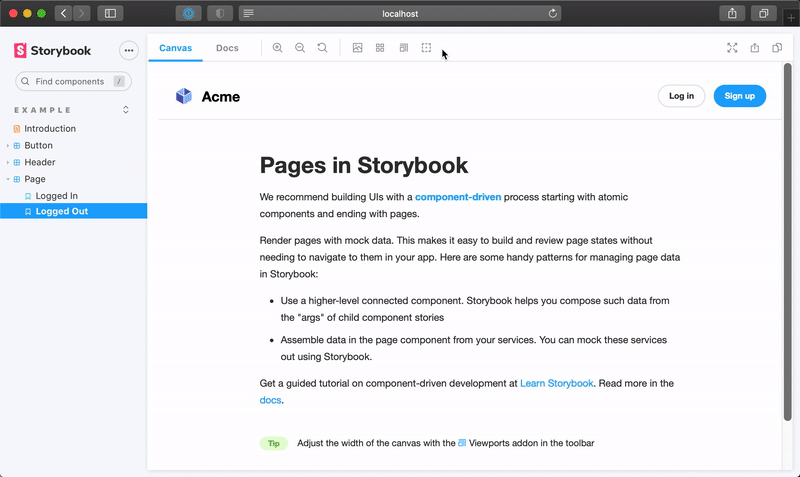 localhost
Storybook
Canvas
Docs
Find components
/
EXAMPLE
Introduction
Button
Header
Page
Logged In
Logged Out
Acme
Log in
Sign up
Pages in Storybook
We recommend building UIs with a component-driven process starting with atomic
components and ending with pages.
Render pages with mock data. This makes it easy to build and review page states without
needing to navigate to them in your app. Here are some handy patterns for managing page data
in Storybook:
• Use a higher-level connected component. Storybook helps you compose such data from
the "args" of child component stories
• Assemble data in the page component from your services. You can mock these services
out using Storybook.
Get a guided tutorial on component-driven development at Learn Storybook. Read more in the
docs.
Tip
Adjust the width of the canvas with the Viewports addon in the toolbar